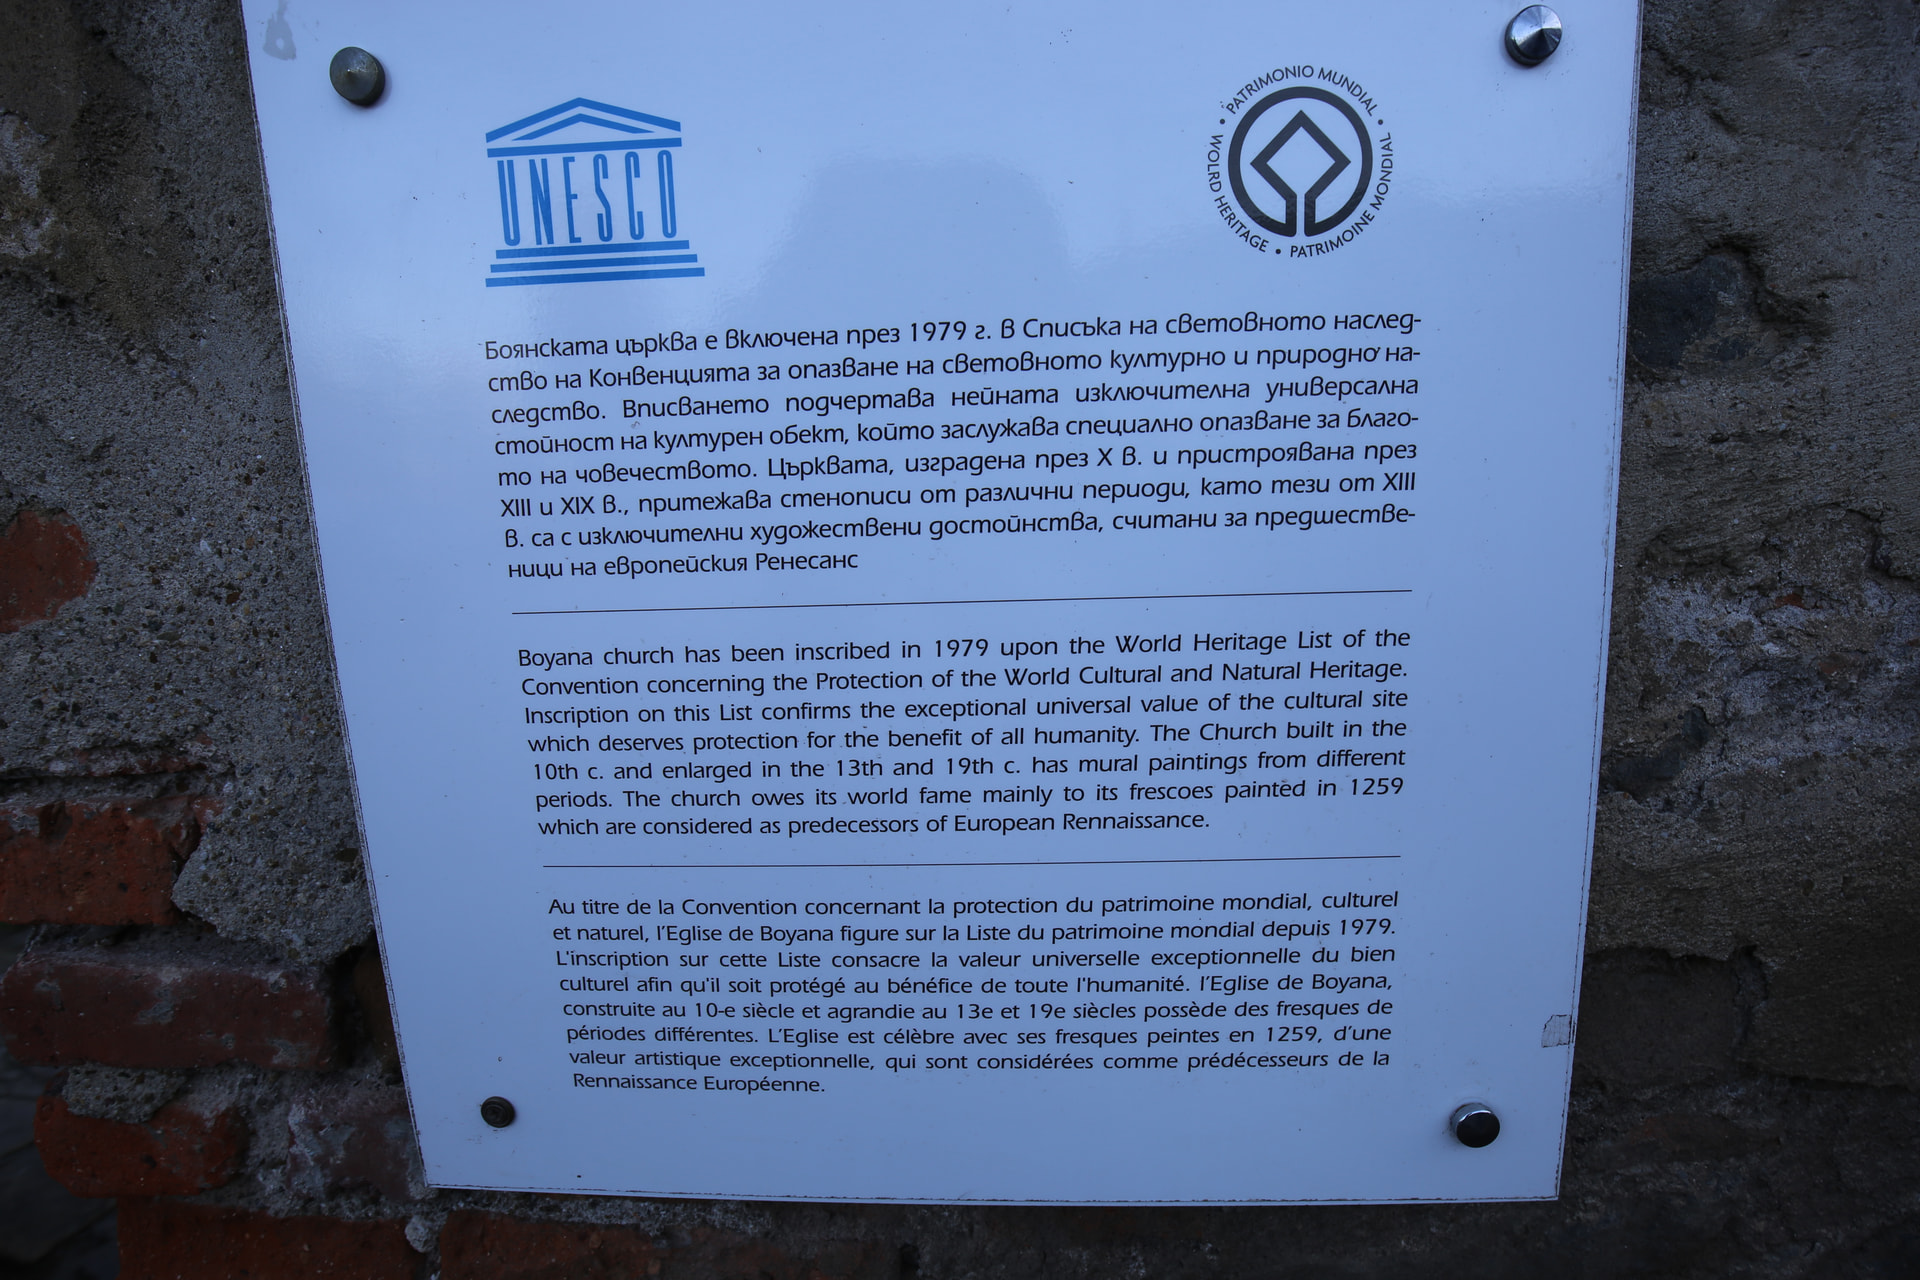 UNESCO
• PATRIMONIO MUNDIAL • PATRIMOINE MONDIAL • WOLRD HERITAGE
Боянската църква е включена през 1979 г. в Списъка на световното наслед-
ство на Конвенцията за опазване на световното културно и природно на-
следство. Вписването подчертава нейната изключителна универсална
стойност на културен обект, който заслужава специално опазване за благо-
то на човечеството. Църквата, изградена през X в. и пристроявана през
XIII и XIX в., притежава стенописи от различни периоди, като тези от XIII
в. са с изключителни художествени достойнства, считани за предшестве-
ници на европейския Ренесанс
Boyana church has been inscribed in 1979 upon the World Heritage List of the
Convention concerning the Protection of the World Cultural and Natural Heritage.
Inscription on this List confirms the exceptional universal value of the cultural site
which deserves protection for the benefit of all humanity. The Church built in the
10th c. and enlarged in the 13th and 19th c. has mural paintings from different
periods. The church owes its world fame mainly to its frescoes painted in 1259
which are considered as predecessors of European Rennaissance.
Au titre de la Convention concernant la protection du patrimoine mondial, culturel
et naturel, l'Eglise de Boyana figure sur la Liste du patrimoine mondial depuis 1979.
L'inscription sur cette Liste consacre la valeur universelle exceptionnelle du bien
culturel afin qu'il soit protégé au bénéfice de toute l'humanité. l'Eglise de Boyana,
construite au 10-e siècle et agrandie au 13e et 19e siècles possède des fresques de
périodes différentes. L'Eglise est célèbre avec ses fresques peintes en 1259, d'une
valeur artistique exceptionnelle, qui sont considérées comme prédécesseurs de la
Rennaissance Européenne.